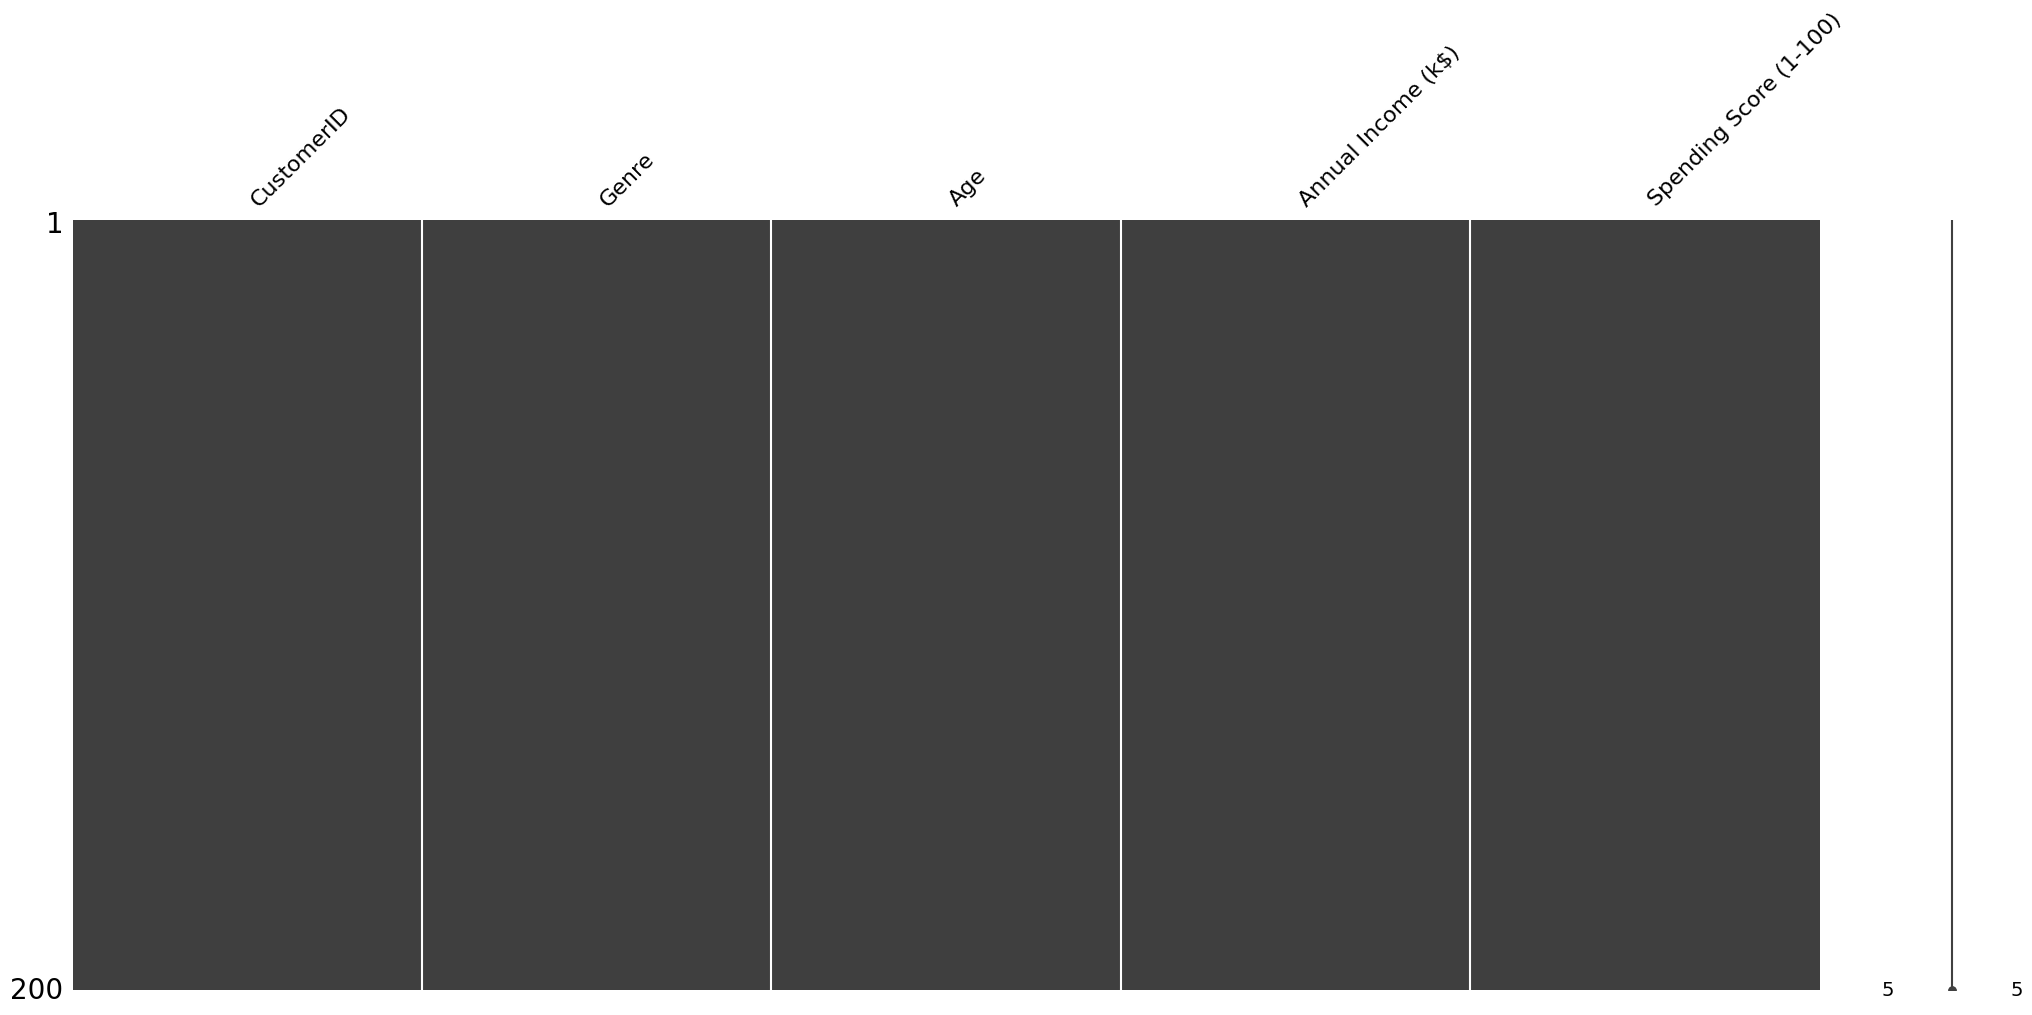 CustomerID
Genre
Age
Annual Income (k$)
Spending Score (1-100)
1
200
5
5